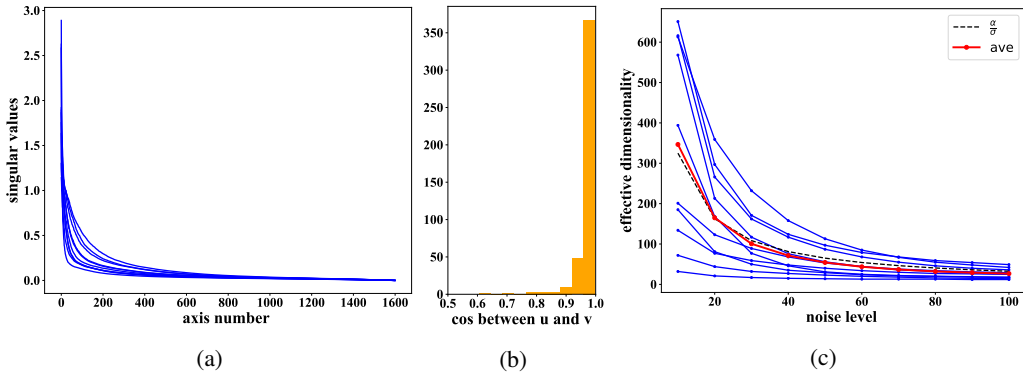 3.0
2.5
2.0
1.5
1.0
0.5
0.0
singular values
0 200 400 600 800 1000 1200 1400 1600
axis number
(a)
350
300
250
200
150
100
50
0
0.5 0.6 0.7 0.8 0.9 1.0
cos between u and v
(b)
α
σ
ave
600
500
400
300
200
100
0
effective dimensionality
20 40 60 80 100
noise level
(c)